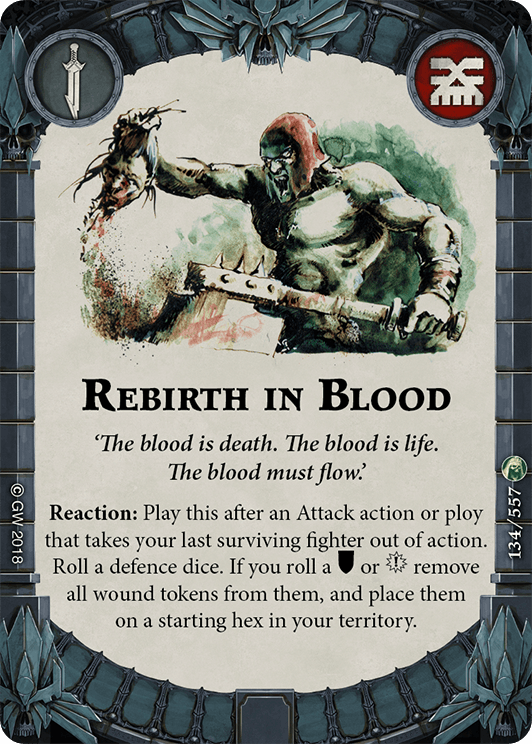 REBIRTH IN BLOOD
‘The blood is death. The blood is life.
The blood must flow.’
Reaction: Play this after an Attack action or ploy
that takes your last surviving fighter out of action.
Roll a defence dice. If you roll a or remove
all wound tokens from them, and place them
on a starting hex in your territory.
© GW 2018
134/557